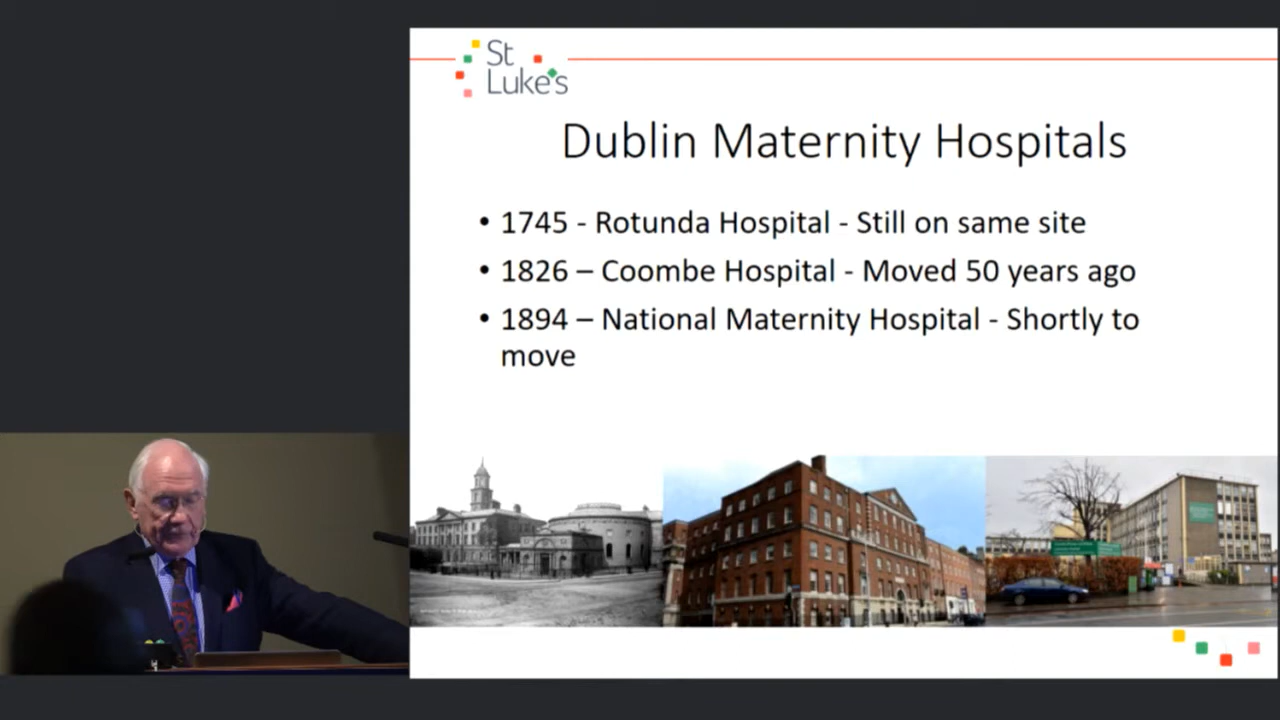 St
Luke's
Dublin Maternity Hospitals
• 1745 - Rotunda Hospital - Still on same site
• 1826 – Coombe Hospital - Moved 50 years ago
• 1894 – National Maternity Hospital - Shortly to
move